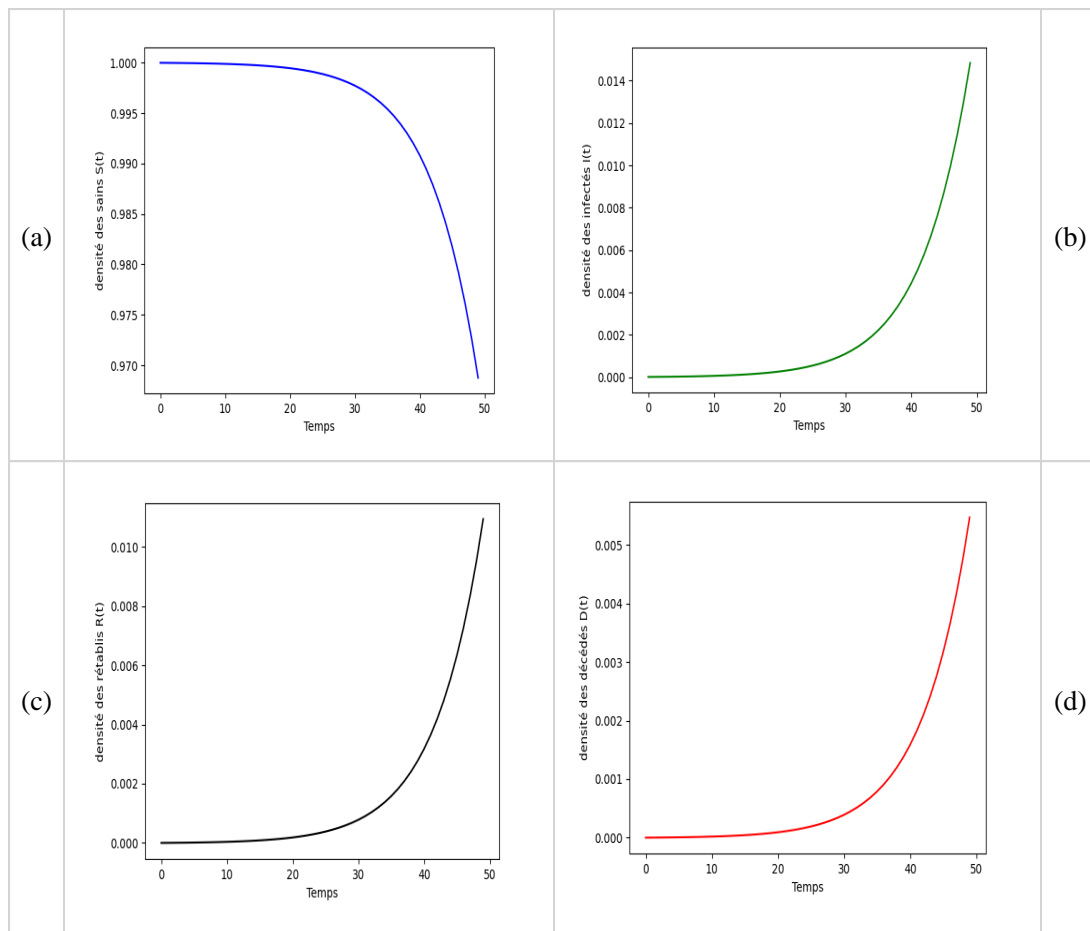 (a)
densité des sains S(t)
1.000
0.995
0.990
0.985
0.980
0.975
0.970
0 10 20 30 40 50
Temps
densité des infectés I(t)
0.014
0.012
0.010
0.008
0.006
0.004
0.002
0.000
0 10 20 30 40 50
Temps
(b)
(c)
densité des rétablis R(t)
0.010
0.008
0.006
0.004
0.002
0.000
0 10 20 30 40 50
Temps
densité des décédés D(t)
0.005
0.004
0.003
0.002
0.001
0.000
0 10 20 30 40 50
Temps
(d)